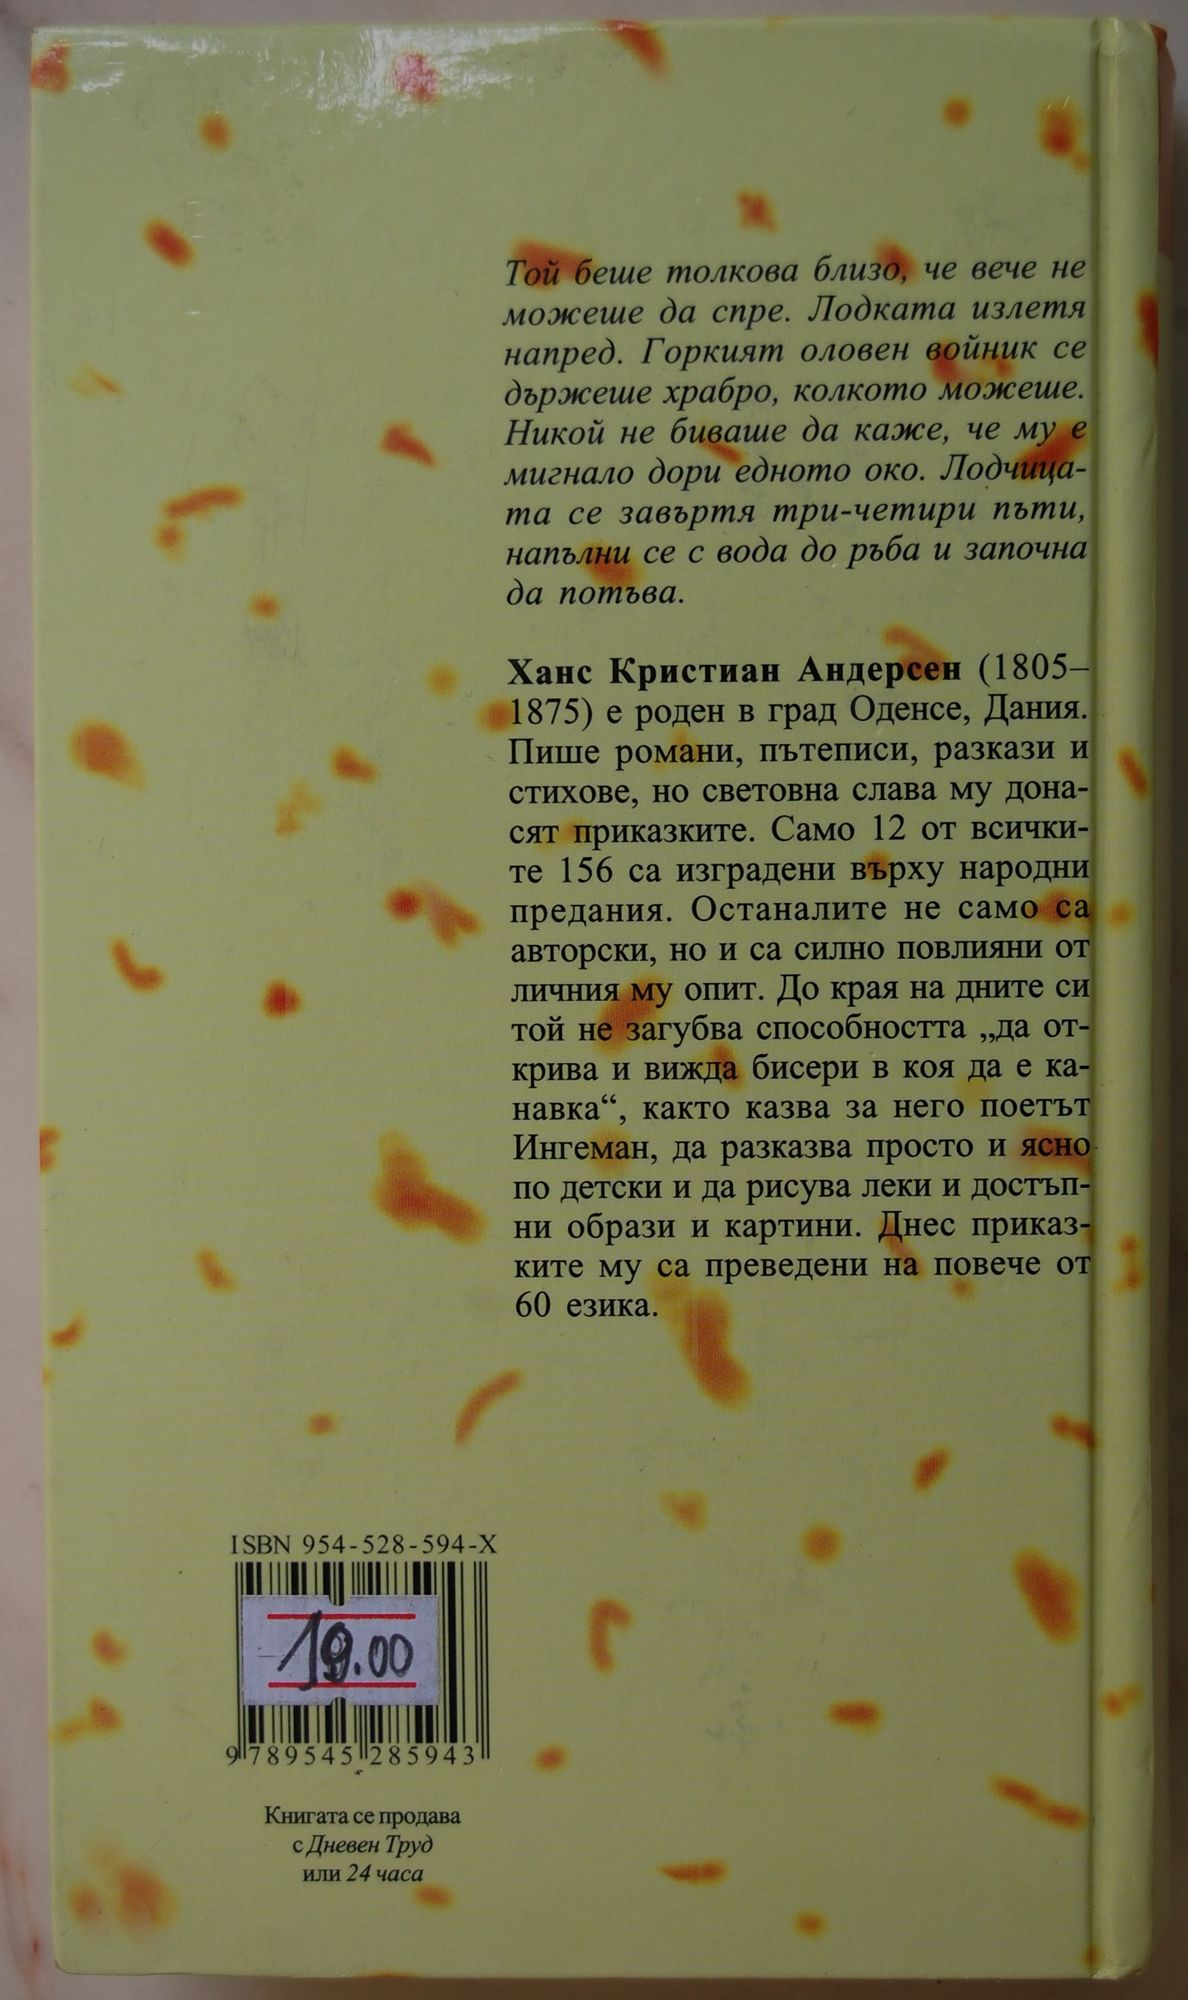 Той беше толкова близо, че вече не
можеше да спре. Лодката излетя
напред. Горкият оловен войник се
държеше храбро, колкото можеше.
Никой не биваше да каже, че му е
мигнало дори едното око. Лодчица-
та се завъртя три-четири пъти,
напълни се с вода до ръба и започна
да потъва.
Ханс Кристиан Андерсен (1805–
1875) е роден в град Оденсе, Дания.
Пише романи, пътеписи, разкази и
стихове, но световна слава му дона-
сят приказките. Само 12 от всички-
те 156 са изградени върху народни
предания. Останалите не само са
авторски, но и са силно повлияни от
личния му опит. До края на дните си
той не загубва способността „да от-
крива и вижда бисери в коя да е ка-
навка“, както казва за него поетът
Ингеман, да разказва просто и ясно
по детски и да рисува леки и достъп-
ни образи и картини. Днес приказ-
ките му са преведени на повече от
60 езика.
ISBN 954-528-594-X
19.00
9 789545 285943
Книгата се продава
с Дневен Труд
или 24 часа